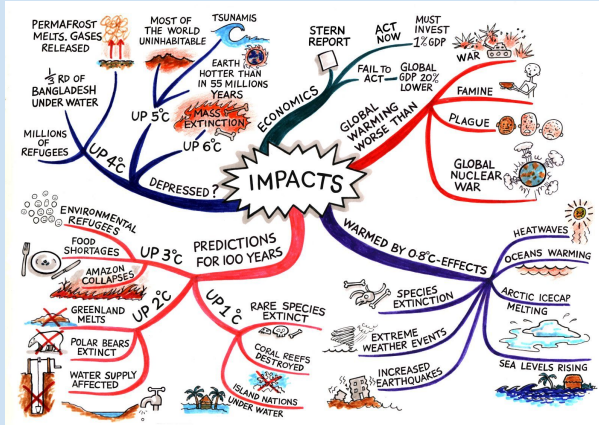 IMPACTS
ECONOMICS
STERN
REPORT
ACT
NOW
MUST
INVEST
1% GDP
FAIL TO
ACT
GLOBAL
GDP 20%
LOWER
GLOBAL
WARMING
WORSE THAN
WAR
FAMINE
PLAGUE
GLOBAL
NUCLEAR
WAR
WARMED BY 0.8°C-EFFECTS
HEATWAVES
OCEANS WARMING
ARCTIC ICECAP
MELTING
SEA LEVELS RISING
SPECIES
EXTINCTION
EXTREME
WEATHER EVENTS
INCREASED
EARTHQUAKES
PREDICTIONS
FOR 100 YEARS
UP 1°C
RARE SPECIES
EXTINCT
CORAL REEFS
DESTROYED
ISLAND NATIONS
UNDER WATER
UP 2°C
GREENLAND
MELTS
POLAR BEARS
EXTINCT
WATER SUPPLY
AFFECTED
UP 3°C
ENVIRONMENTAL
REFUGEES
FOOD
SHORTAGES
AMAZON
COLLAPSES
DEPRESSED?
UP 4°C
PERMAFROST
MELTS. GASES
RELEASED
1/3 RD OF
BANGLADESH
UNDER WATER
MILLIONS
OF
REFUGEES
UP 5°C
MOST OF
THE WORLD
UNINHABITABLE
TSUNAMIS
EARTH
HOTTER THAN
IN 55 MILLIONS
YEARS
UP 6°C
MASS
EXTINCTION